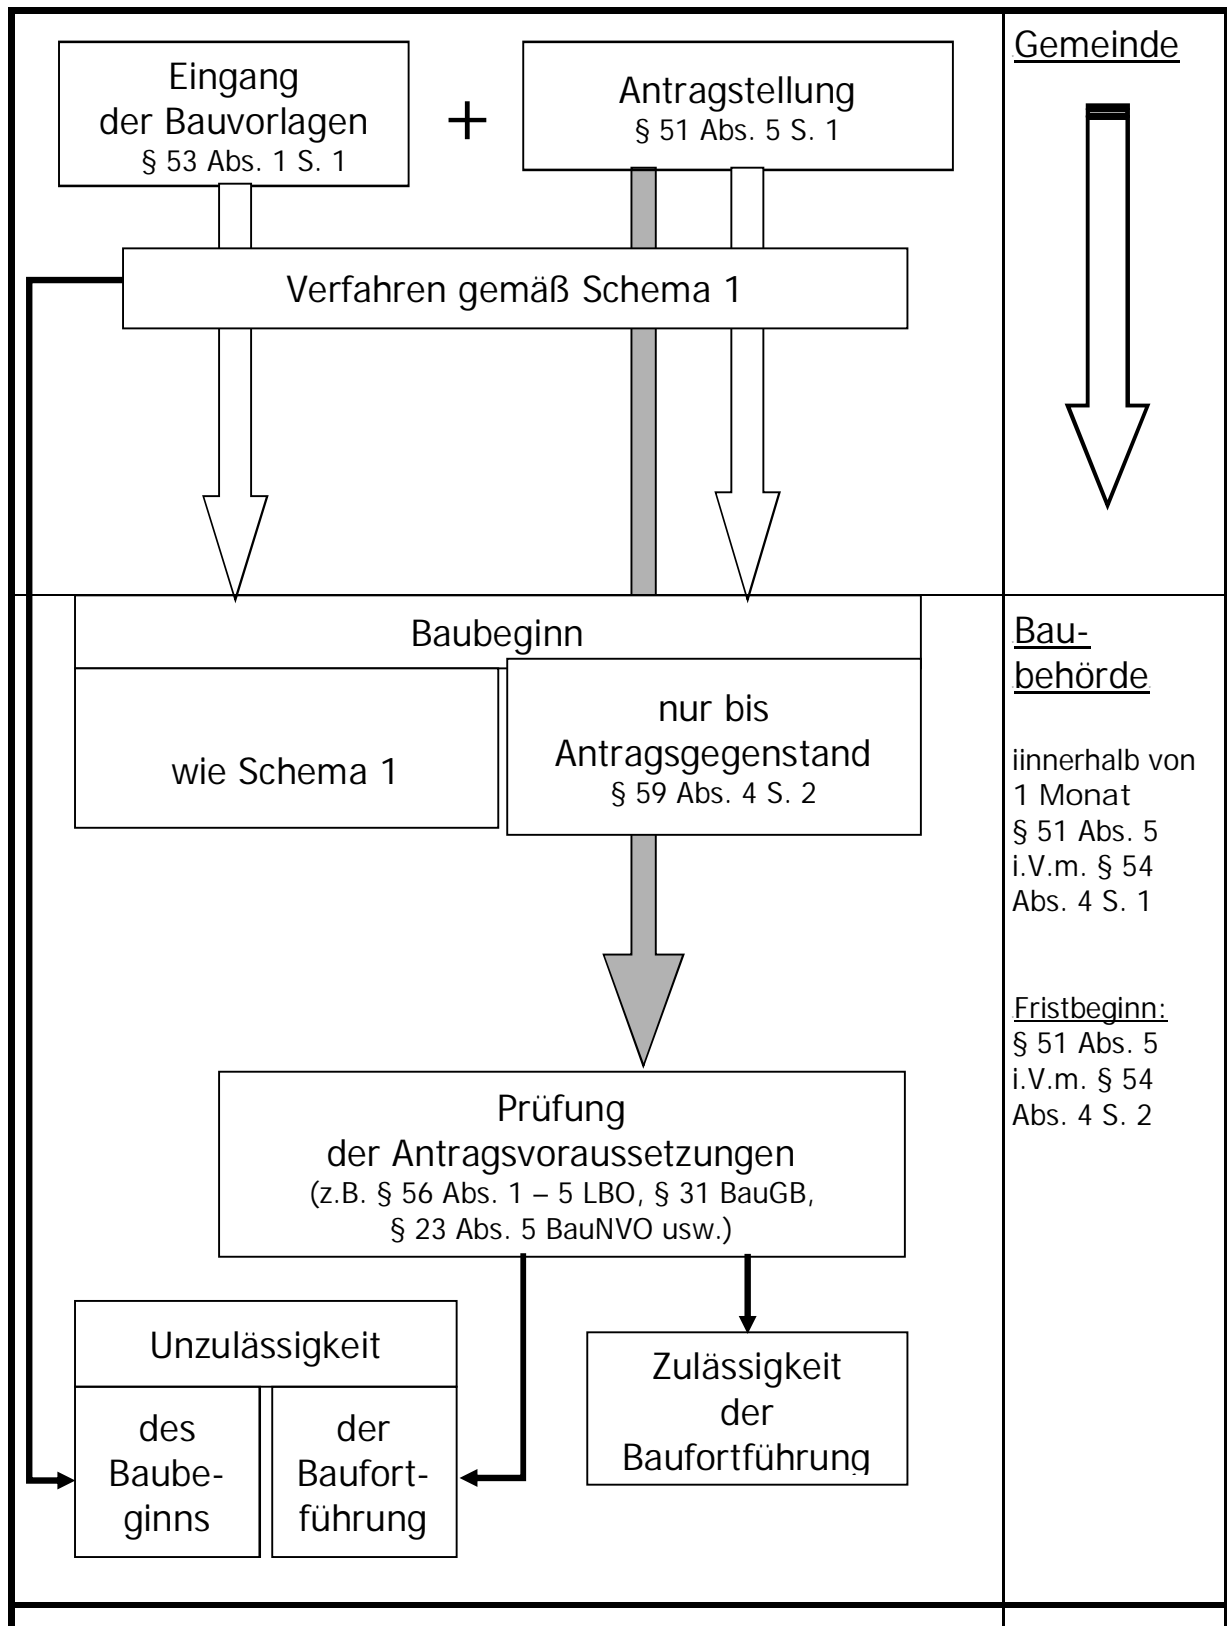 Eingang
der Bauvorlagen
§ 53 Abs. 1 S. 1
+
Antragstellung
§ 51 Abs. 5 S. 1
Gemeinde
Verfahren gemäß Schema 1
Baubeginn
wie Schema 1
nur bis
Antragsgegenstand
§ 59 Abs. 4 S. 2
Bau-
behörde
iinnerhalb von
1 Monat
§ 51 Abs. 5
i.V.m. § 54
Abs. 4 S. 1
Fristbeginn:
§ 51 Abs. 5
i.V.m. § 54
Abs. 4 S. 2
Prüfung
der Antragsvoraussetzungen
(z.B. § 56 Abs. 1 – 5 LBO, § 31 BauGB,
§ 23 Abs. 5 BauNVO usw.)
Unzulässigkeit
des
Baube-
ginns
der
Baufort-
führung
Zulässigkeit
der
Baufortführung